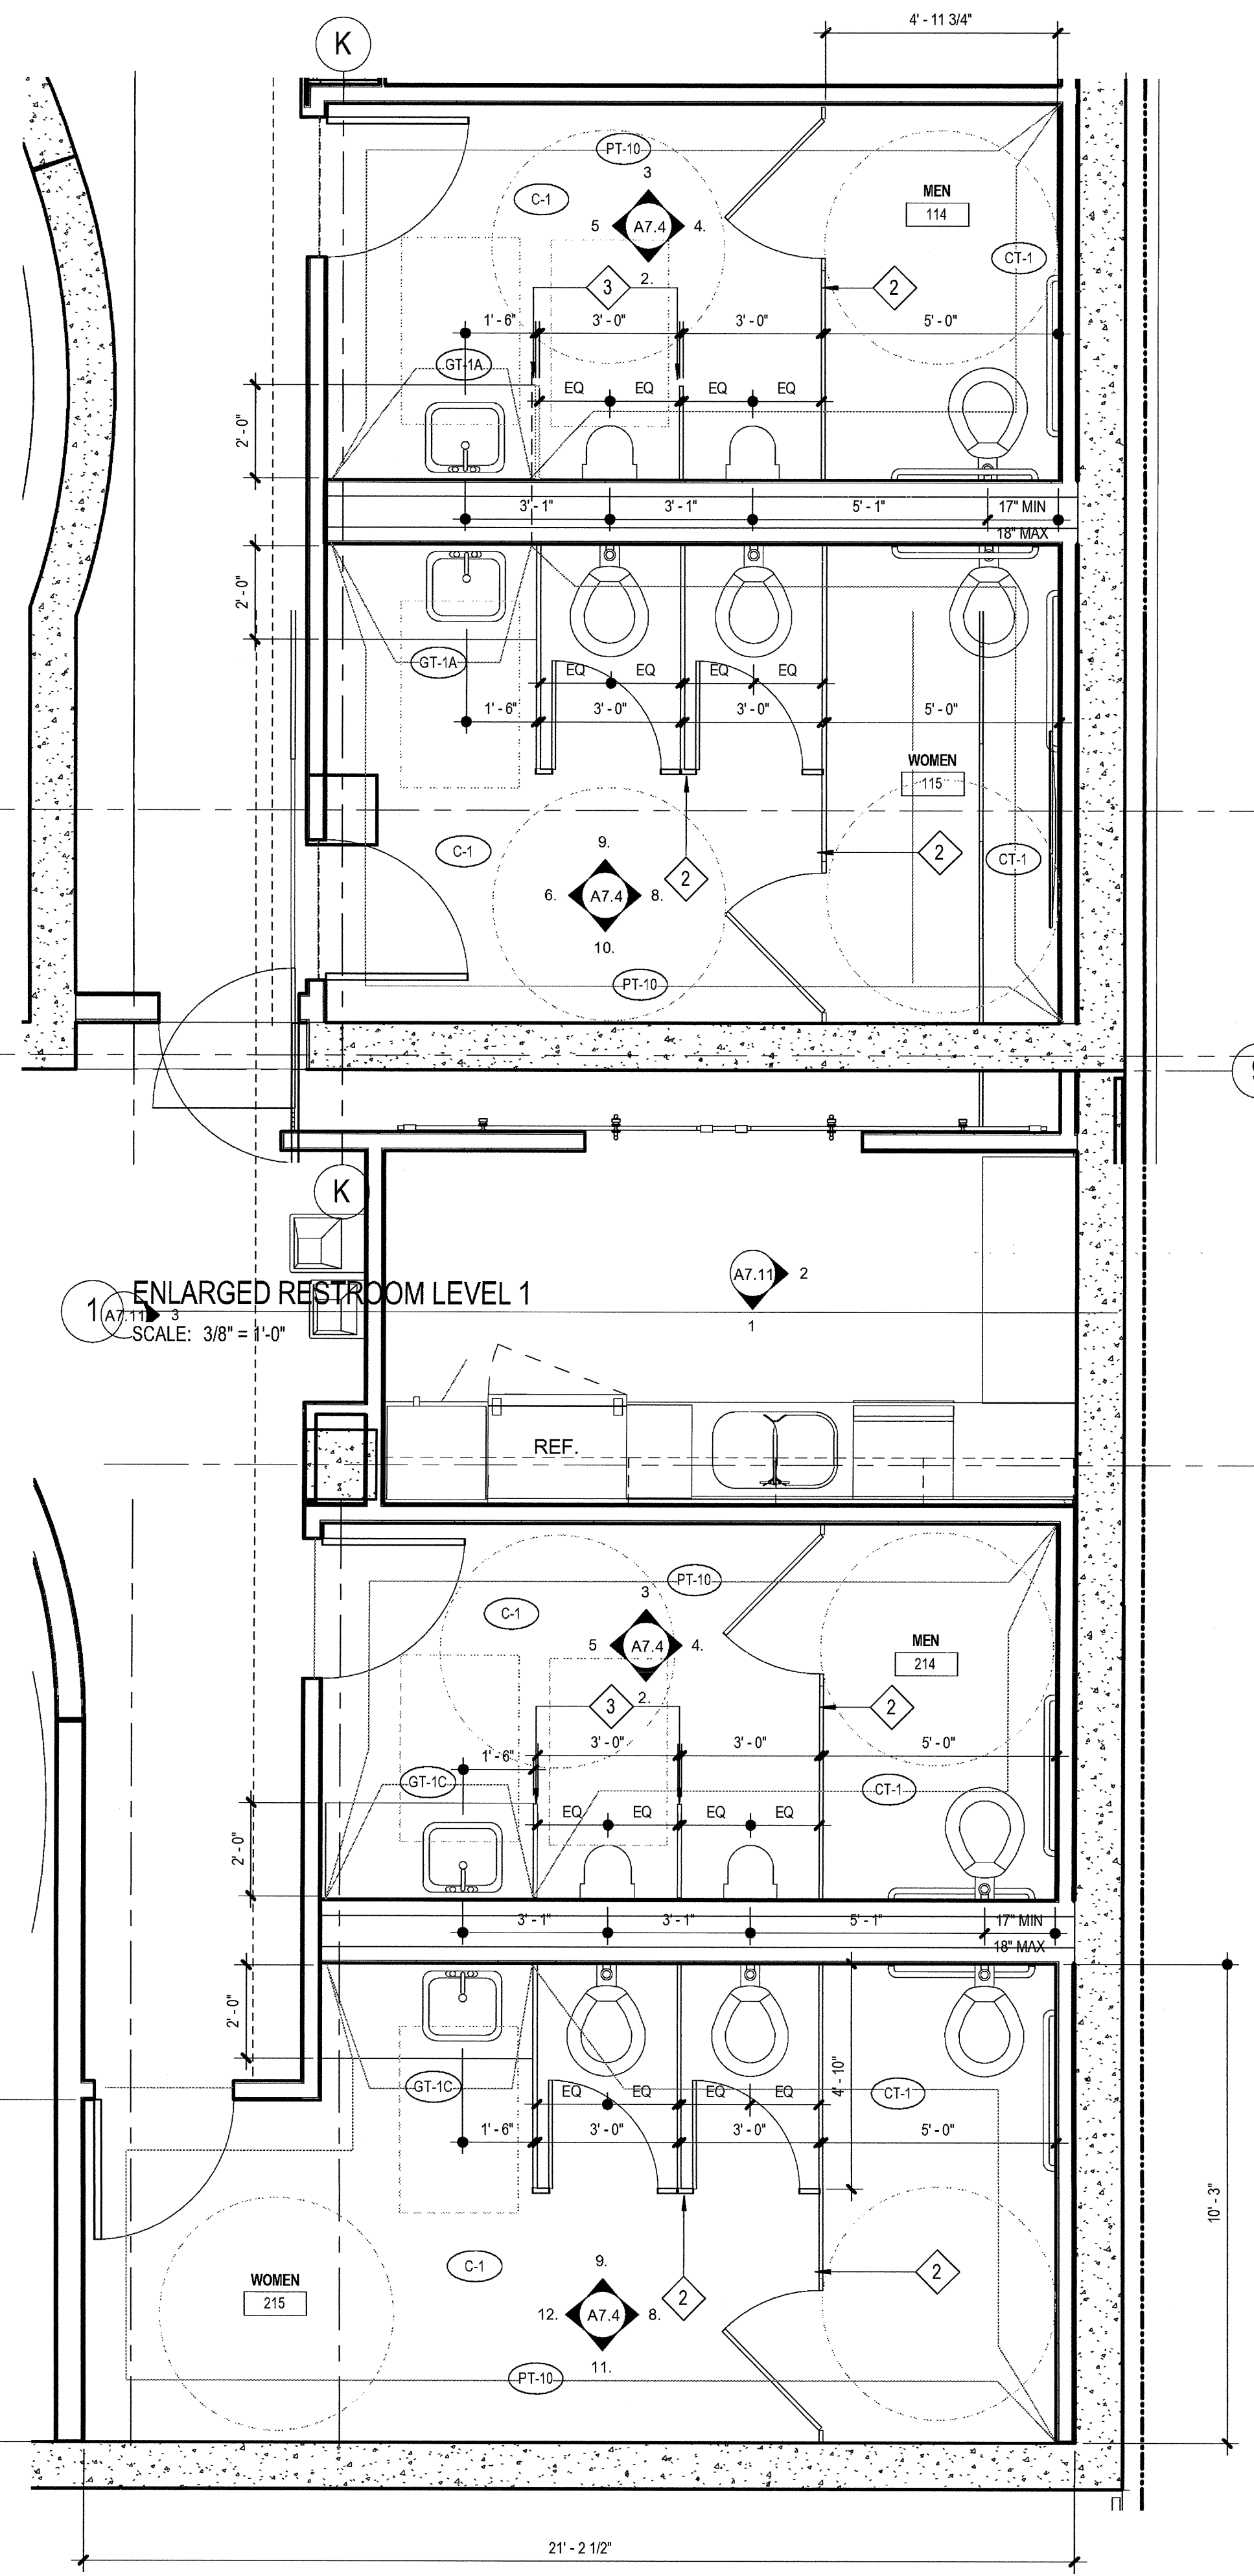 4' - 11 3/4"
K
PT-10
3
C-1
MEN
114
5
A7.4
4.
CT-1
2.
3
2
1' - 6"
3' - 0"
3' - 0"
5' - 0"
GT-1A
EQ
EQ
EQ
EQ
2' - 0"
3' - 1"
3' - 1"
5' - 1"
17" MIN
18" MAX
2' - 0"
GT-1A
EQ
EQ
EQ
EQ
1' - 6"
3' - 0"
3' - 0"
5' - 0"
WOMEN
115
C-1
9.
2
CT-1
6.
A7.4
8.
2
10.
PT-10
K
A7.11
2
1
ENLARGED RESTROOM LEVEL 1
1
A7.11
3
SCALE: 3/8" = 1'-0"
REF.
PT-10
3
C-1
5
A7.4
4.
MEN
214
3
2.
2
3' - 0"
3' - 0"
5' - 0"
1' - 6"
GT-1C
CT-1
EQ
EQ
EQ
EQ
2' - 0"
3' - 1"
3' - 1"
5' - 1"
17" MIN
18" MAX
2' - 0"
GT-1C
EQ
EQ
EQ
EQ
4' - 10"
CT-1
1' - 6"
3' - 0"
3' - 0"
5' - 0"
10' - 3"
C-1
9.
2
WOMEN
215
2
12.
A7.4
8.
11.
PT-10
21' - 2 1/2"